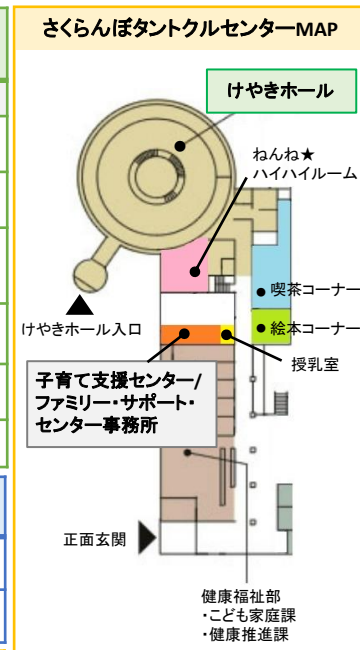 さくらんぼタントクルセンターMAP
けやきホール
ねんね★
ハイハイルーム
喫茶コーナー
絵本コーナー
けやきホール入口
授乳室
子育て支援センター/
ファミリー・サポート・
センター事務所
正面玄関
健康福祉部
・こども家庭課
・健康推進課